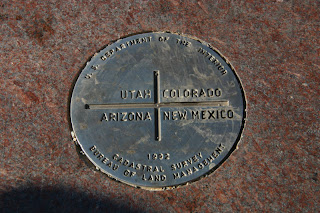 U.S. DEPARTMENT OF THE INTERIOR
UTAH COLORADO
ARIZONA NEW MEXICO
1992
CADASTRAL SURVEY
BUREAU OF LAND MANAGEMENT